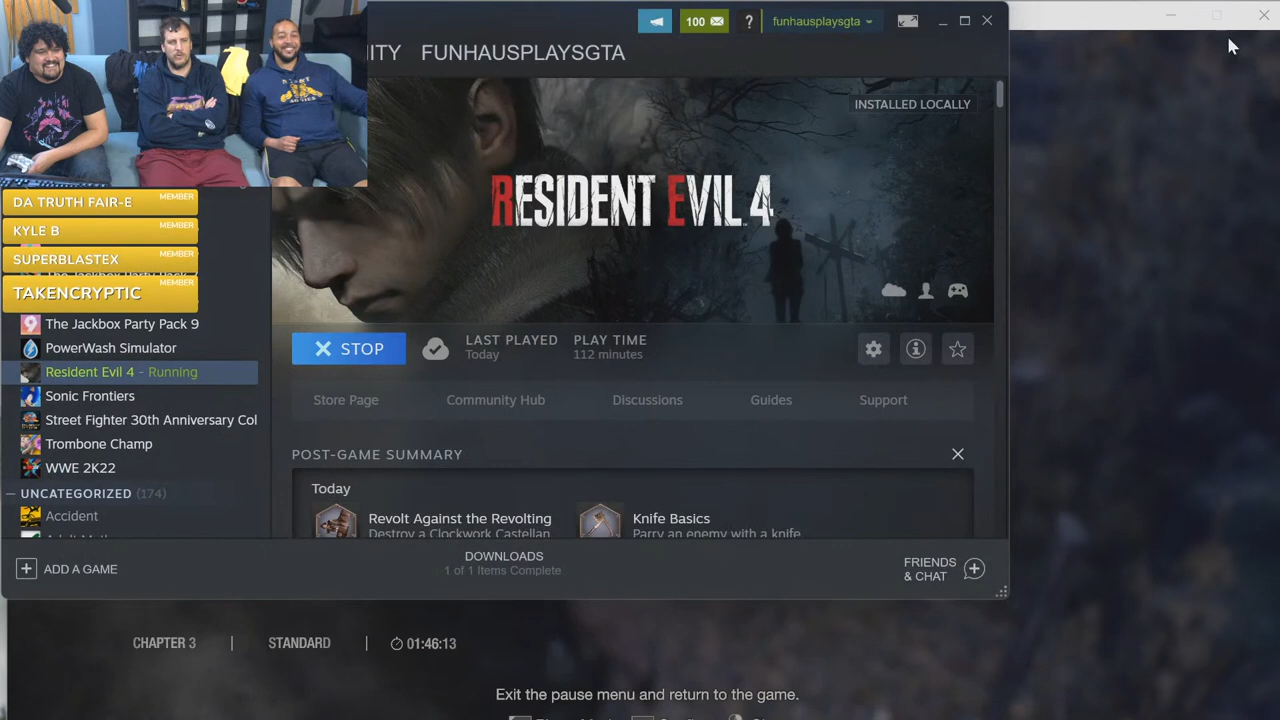 100
?
funhausplaysgta
ITY FUNHAUSPLAYSGTA
INSTALLED LOCALLY
RESIDENT EVIL 4
DA TRUTH FAIR-E MEMBER
KYLE B MEMBER
SUPERBLASTEX MEMBER
TAKENCRYPTIC MEMBER
The Jackbox Party Pack 9
PowerWash Simulator
Resident Evil 4 - Running
Sonic Frontiers
Street Fighter 30th Anniversary Col
Trombone Champ
WWE 2K22
UNCATEGORIZED (174)
Accident
STOP
LAST PLAYED
Today
PLAY TIME
112 minutes
Store Page Community Hub Discussions Guides Support
POST-GAME SUMMARY
Today
Revolt Against the Revolting
Destroy a Clockwork Castellan
Knife Basics
Parry an enemy with a knife
ADD A GAME
DOWNLOADS
1 of 1 Items Complete
FRIENDS
& CHAT
CHAPTER 3 | STANDARD | 01:46:13
Exit the pause menu and return to the game.